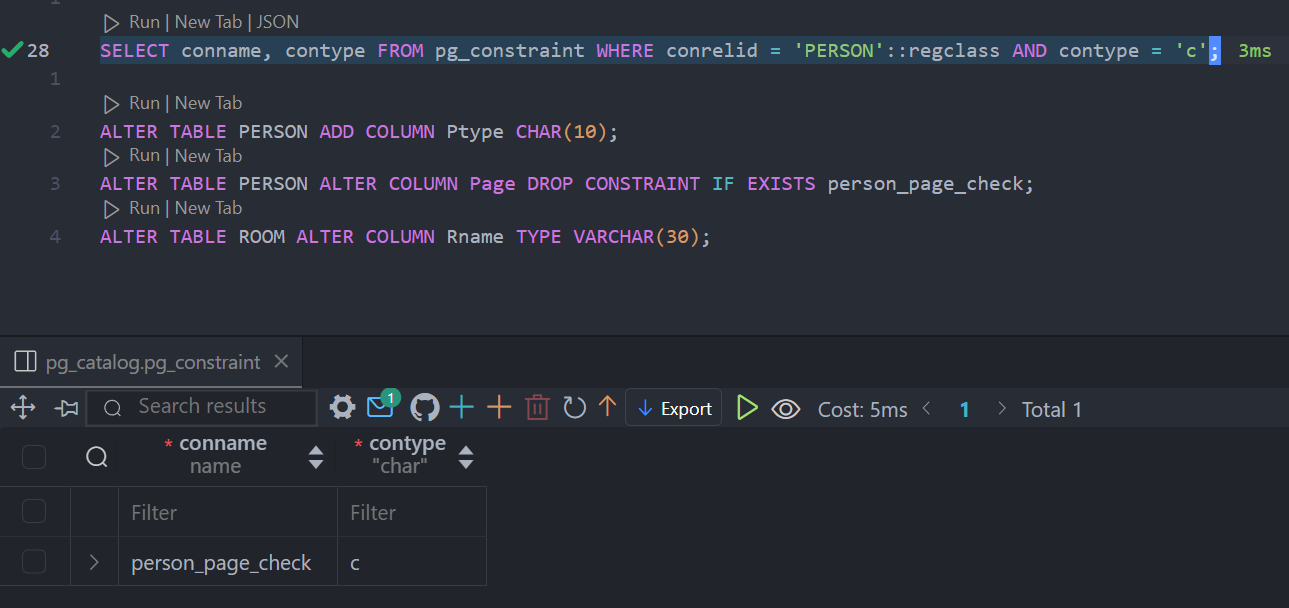 Run | New Tab | JSON
28 SELECT conname, contype FROM pg_constraint WHERE conrelid = 'PERSON'::regclass AND contype = 'c'; 3ms
1
Run | New Tab
2 ALTER TABLE PERSON ADD COLUMN Ptype CHAR(10);
Run | New Tab
3 ALTER TABLE PERSON ALTER COLUMN Page DROP CONSTRAINT IF EXISTS person_page_check;
Run | New Tab
4 ALTER TABLE ROOM ALTER COLUMN Rname TYPE VARCHAR(30);
pg_catalog.pg_constraint
Search results 1 Export Cost: 5ms 1 Total 1
* conname * contype
name "char"
Filter Filter
person_page_check c